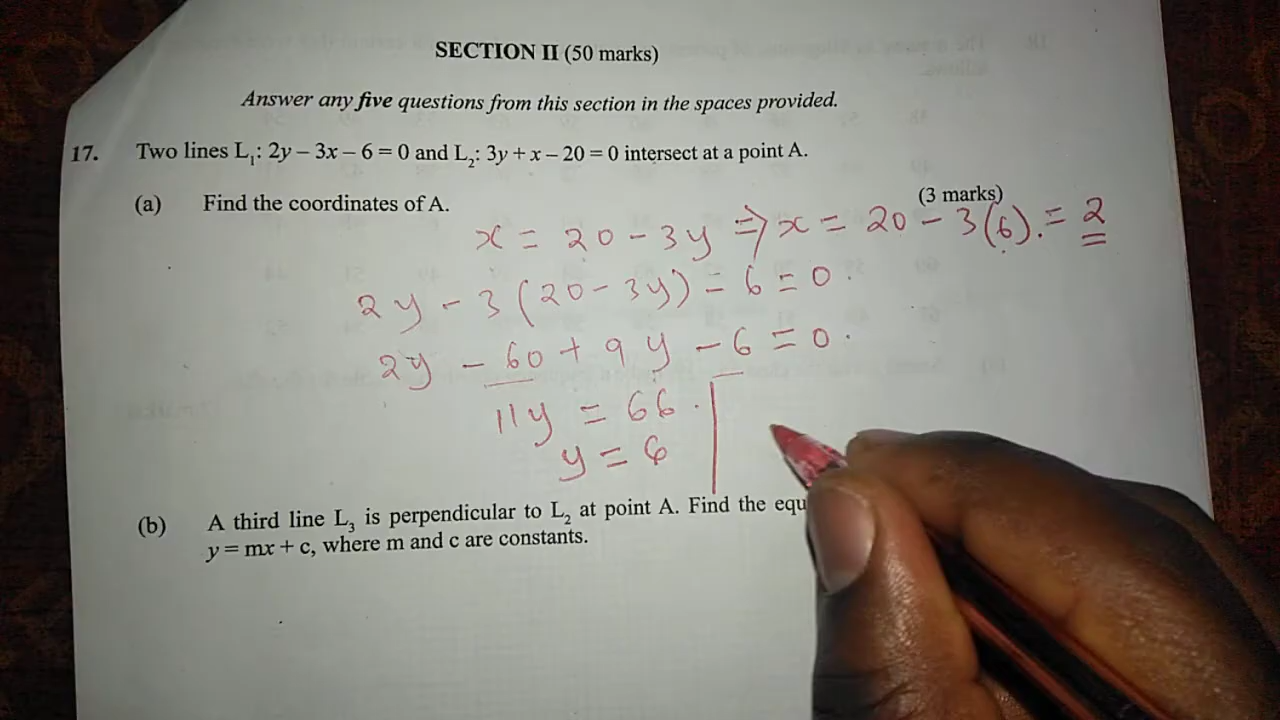 SECTION II (50 marks)
Answer any five questions from this section in the spaces provided.
17. Two lines L₁: 2y – 3x – 6 = 0 and L₂: 3y + x – 20 = 0 intersect at a point A.
(a) Find the coordinates of A. (3 marks)
x = 20 - 3y => x = 20 - 3(6). = 2
2y - 3(20 - 3y) = 6 = 0.
2y - 60 + 9y - 6 = 0.
11y = 66.
y = 6
(b) A third line L₃ is perpendicular to L₂ at point A. Find the equ
y = mx + c, where m and c are constants.